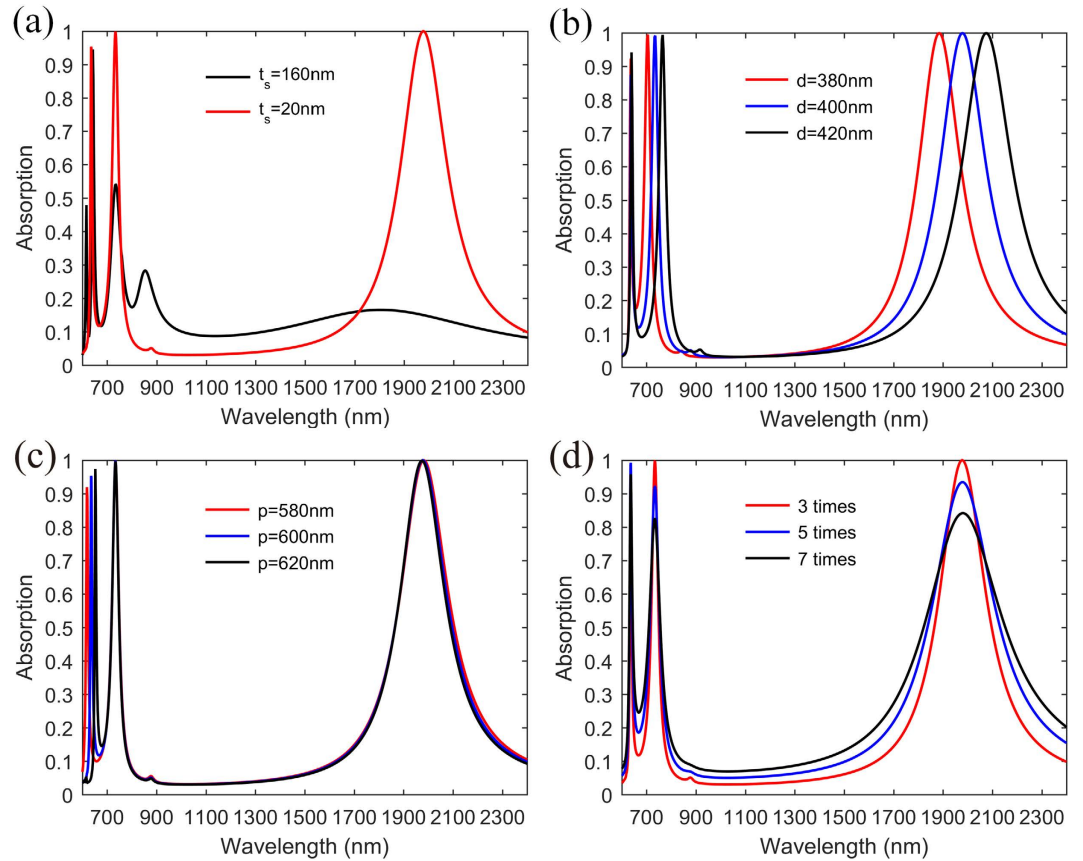 (a)
1
0.9
0.8
0.7
0.6
0.5
0.4
0.3
0.2
0.1
0
Absorption
t_s=160nm
t_s=20nm
700 900 1100 1300 1500 1700 1900 2100 2300
Wavelength (nm)
(b)
1
0.9
0.8
0.7
0.6
0.5
0.4
0.3
0.2
0.1
0
Absorption
d=380nm
d=400nm
d=420nm
700 900 1100 1300 1500 1700 1900 2100 2300
Wavelength (nm)
(c)
1
0.9
0.8
0.7
0.6
0.5
0.4
0.3
0.2
0.1
0
Absorption
p=580nm
p=600nm
p=620nm
700 900 1100 1300 1500 1700 1900 2100 2300
Wavelength (nm)
(d)
1
0.9
0.8
0.7
0.6
0.5
0.4
0.3
0.2
0.1
0
Absorption
3 times
5 times
7 times
700 900 1100 1300 1500 1700 1900 2100 2300
Wavelength (nm)